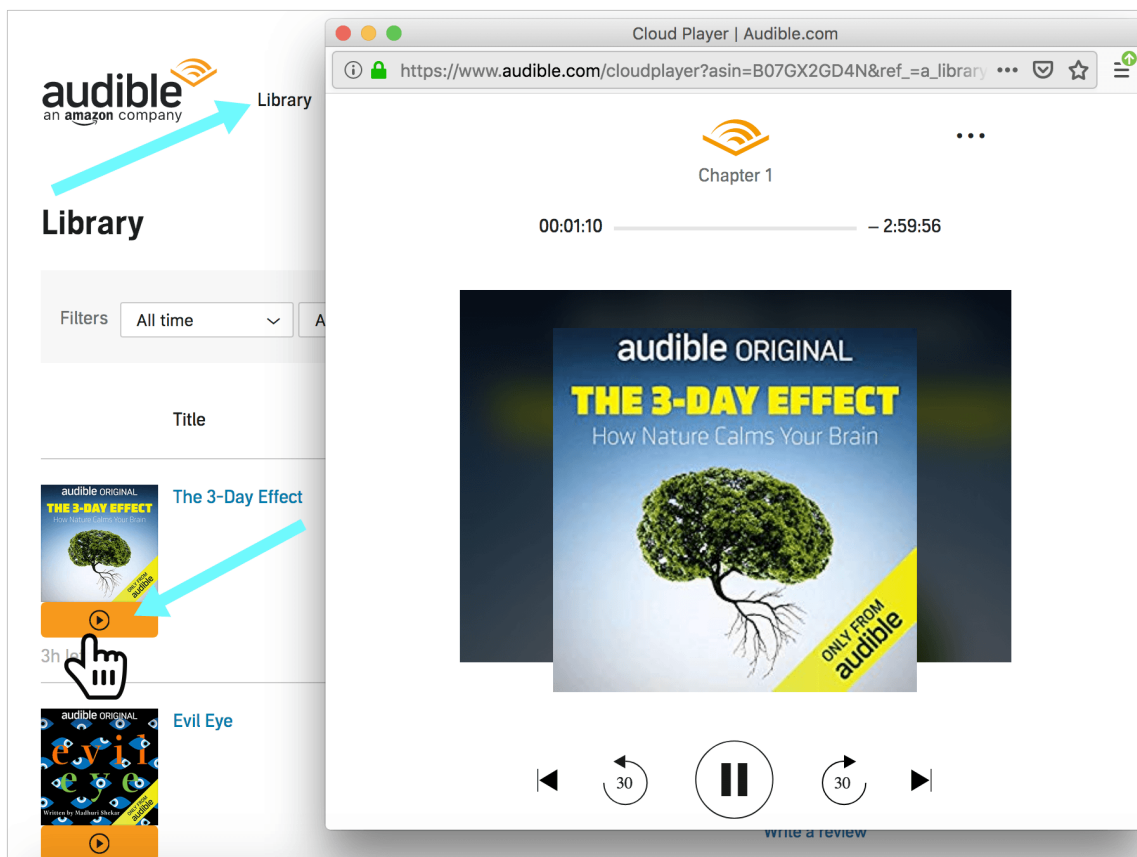 audible
an amazon company
Library
Library
Filters
All time
A
Title
audible ORIGINAL
THE 3-DAY EFFECT
How Nature Calms Your Brain
ONLY FROM
audible
The 3-Day Effect
3h le
audible ORIGINAL
evil
eye
Written by Madhuri Shekar
ONLY FROM
audible
Evil Eye
Cloud Player | Audible.com
https://www.audible.com/cloudplayer?asin=B07GX2GD4N&ref_=a_library
Chapter 1
00:01:10
– 2:59:56
audible ORIGINAL
THE 3-DAY EFFECT
How Nature Calms Your Brain
ONLY FROM
audible
30
30
Write a review